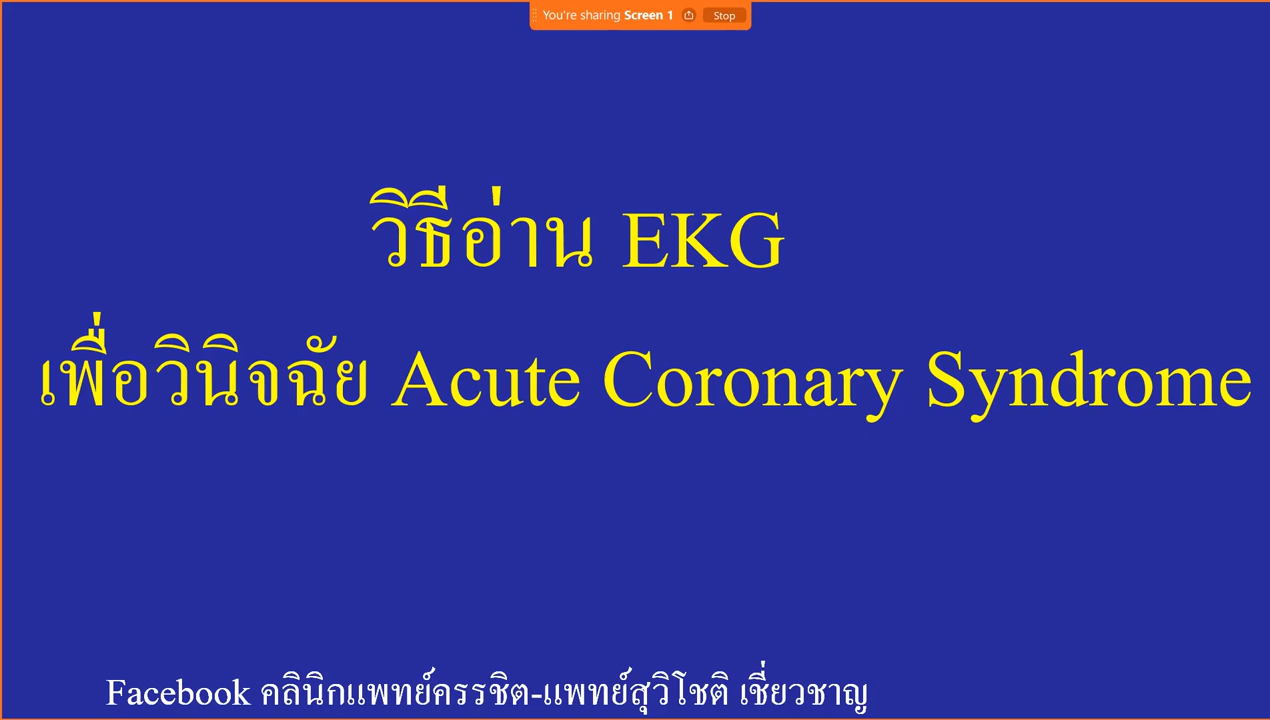 You're sharing Screen 1 Stop
วิธีอ่าน EKG
เพื่อวินิจฉัย Acute Coronary Syndrome
Facebook คลินิกแพทย์ครรชิต-แพทย์สุวิโชติ เชี่ยวชาญ